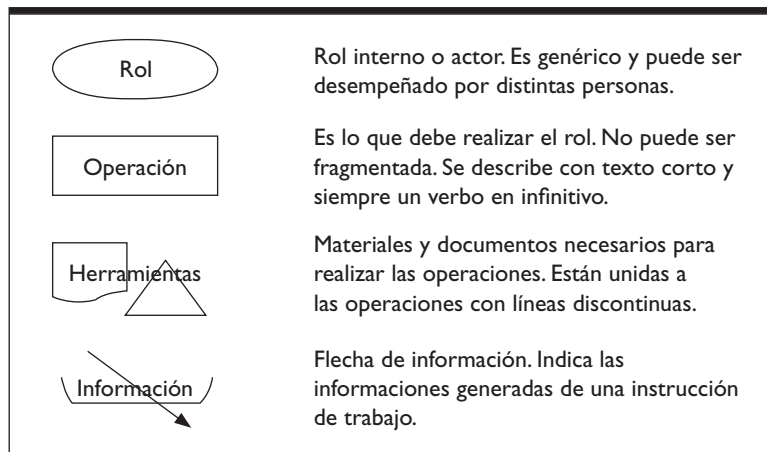 Rol
Rol interno o actor. Es genérico y puede ser
desempeñado por distintas personas.
Operación
Es lo que debe realizar el rol. No puede ser
fragmentada. Se describe con texto corto y
siempre un verbo en infinitivo.
Herramientas
Materiales y documentos necesarios para
realizar las operaciones. Están unidas a
las operaciones con líneas discontinuas.
Información
Flecha de información. Indica las
informaciones generadas de una instrucción
de trabajo.